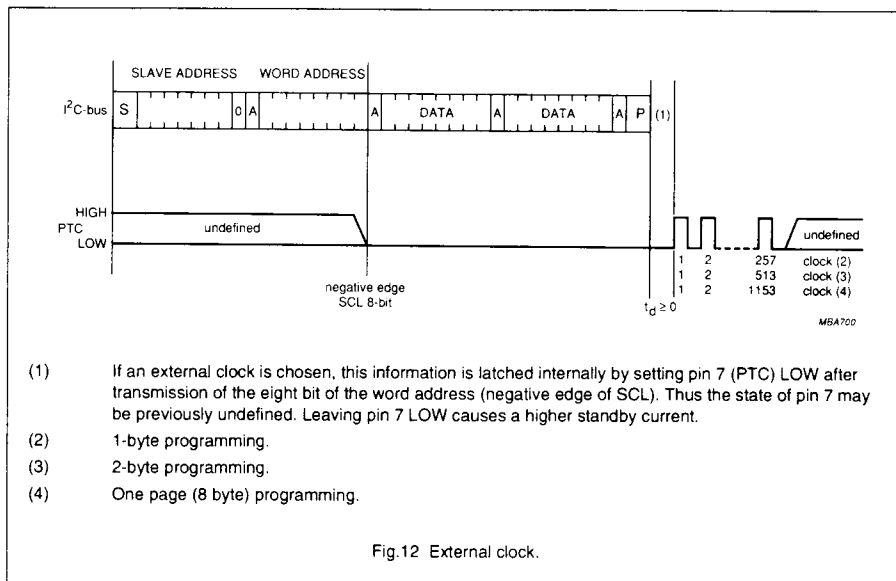 SLAVE ADDRESS WORD ADDRESS
I²C-bus S 0 A A DATA A DATA A P (1)
HIGH
PTC undefined undefined
LOW
1 2 257 clock (2)
negative edge 1 2 513 clock (3)
SCL 8-bit 1 2 1153 clock (4)
td ≥ 0
MBA700
(1) If an external clock is chosen, this information is latched internally by setting pin 7 (PTC) LOW after
transmission of the eight bit of the word address (negative edge of SCL). Thus the state of pin 7 may
be previously undefined. Leaving pin 7 LOW causes a higher standby current.
(2) 1-byte programming.
(3) 2-byte programming.
(4) One page (8 byte) programming.
Fig.12 External clock.